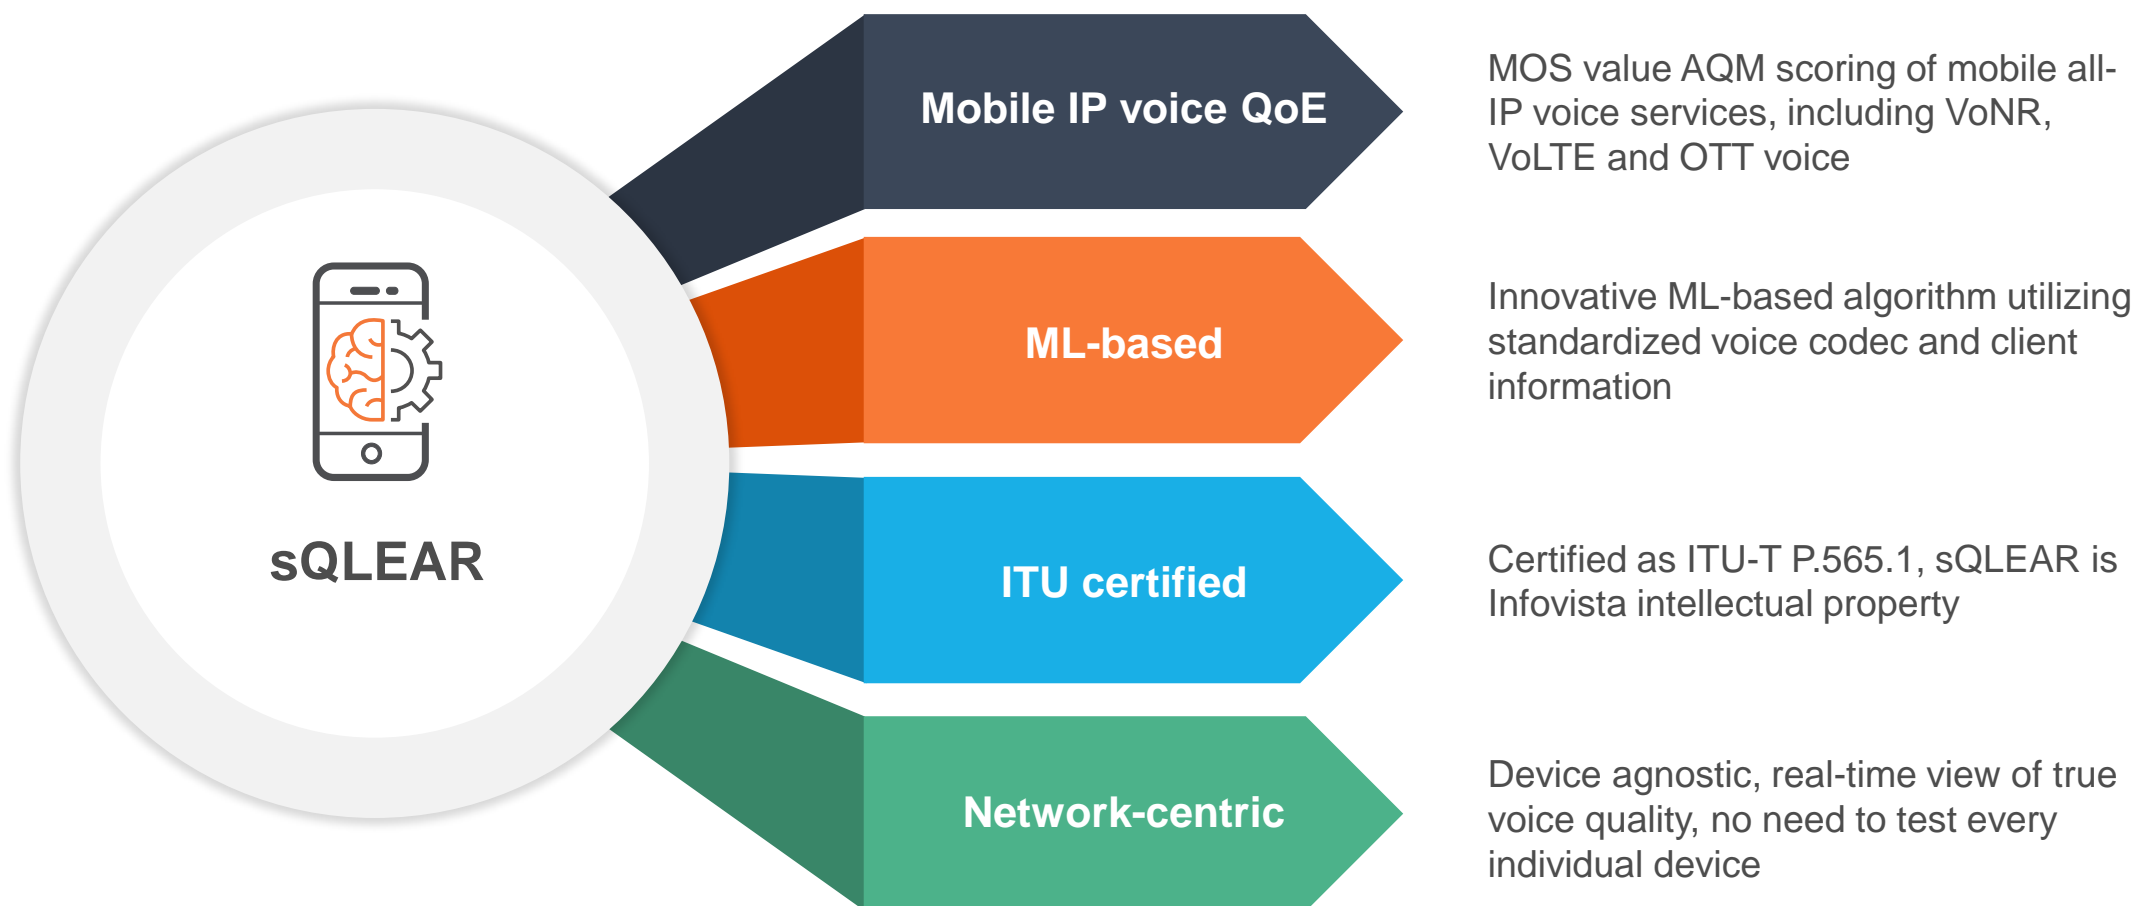 sQLEAR
Mobile IP voice QoE
MOS value AQM scoring of mobile all-
IP voice services, including VoNR,
VoLTE and OTT voice
ML-based
Innovative ML-based algorithm utilizing
standardized voice codec and client
information
ITU certified
Certified as ITU-T P.565.1, sQLEAR is
Infovista intellectual property
Network-centric
Device agnostic, real-time view of true
voice quality, no need to test every
individual device